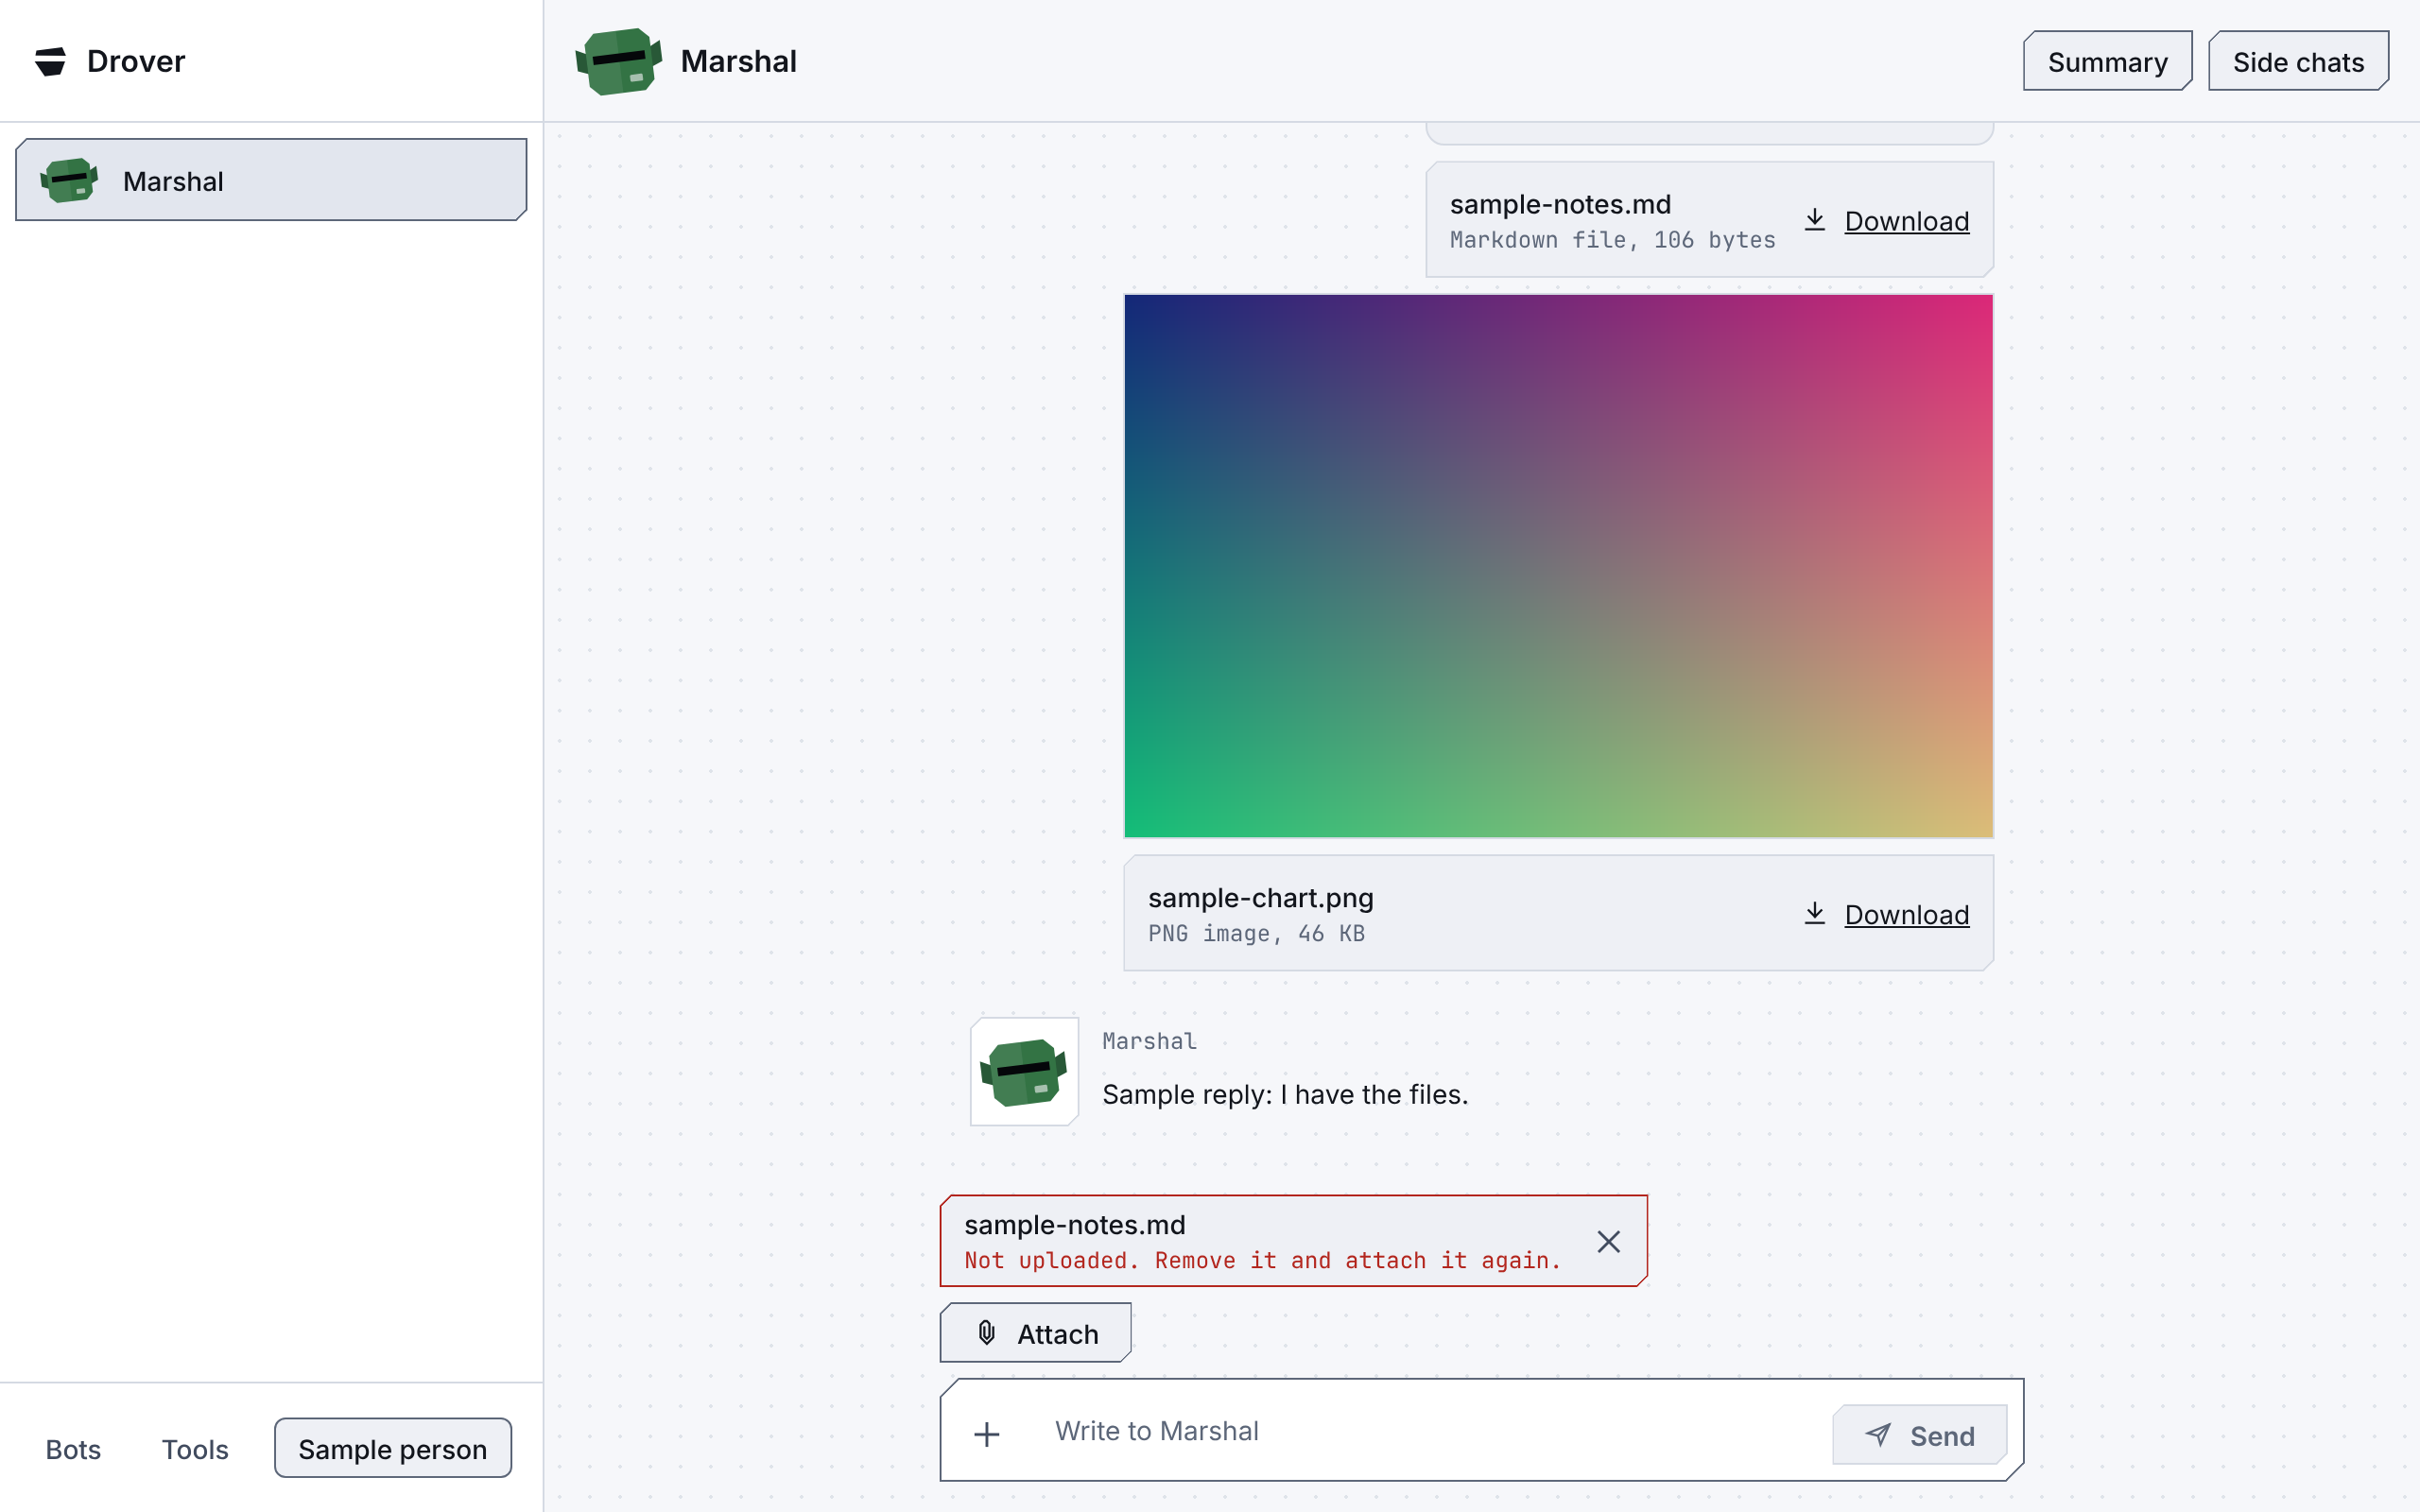 Drover
Marshal
Summary
Side chats
Marshal
sample-notes.md
Markdown file, 106 bytes
Download
sample-chart.png
PNG image, 46 KB
Download
Marshal
Sample reply: I have the files.
sample-notes.md
Not uploaded. Remove it and attach it again.
Attach
Write to Marshal
Send
Bots
Tools
Sample person